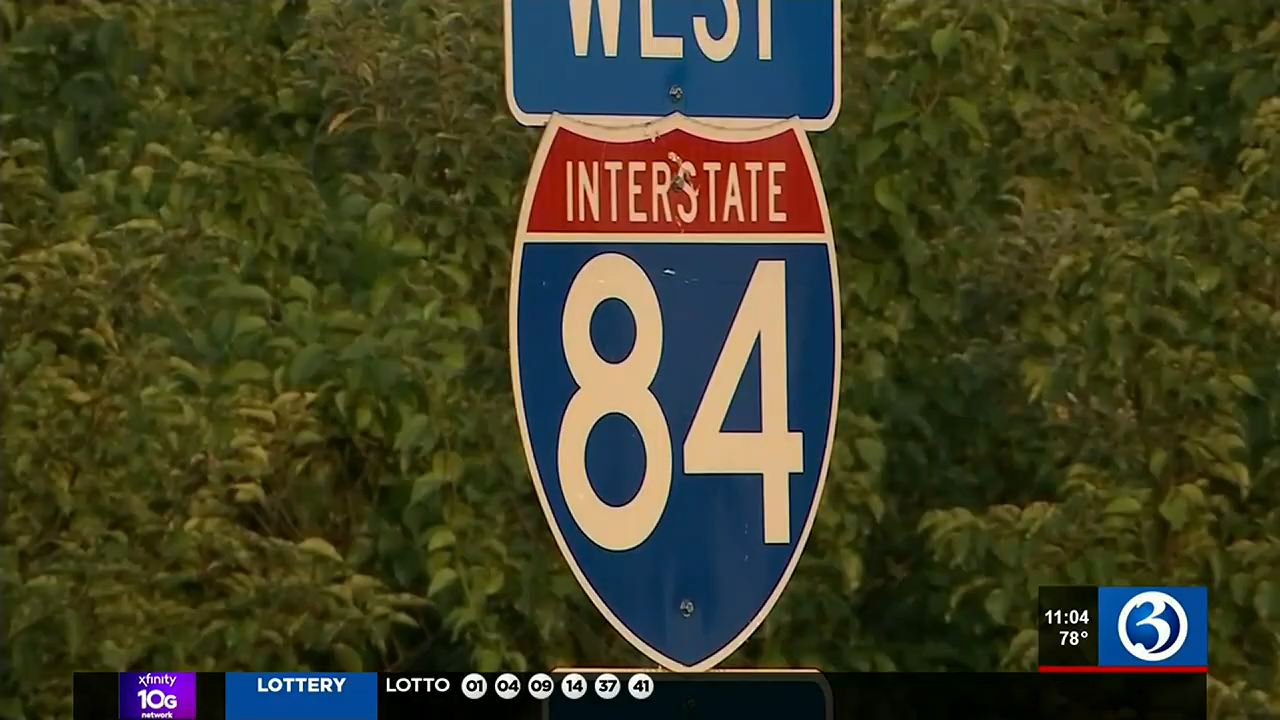 WEST
INTERSTATE
84
11:04
78°
3
xfinity
10G
network
LOTTERY
LOTTO 01 04 09 14 37 41